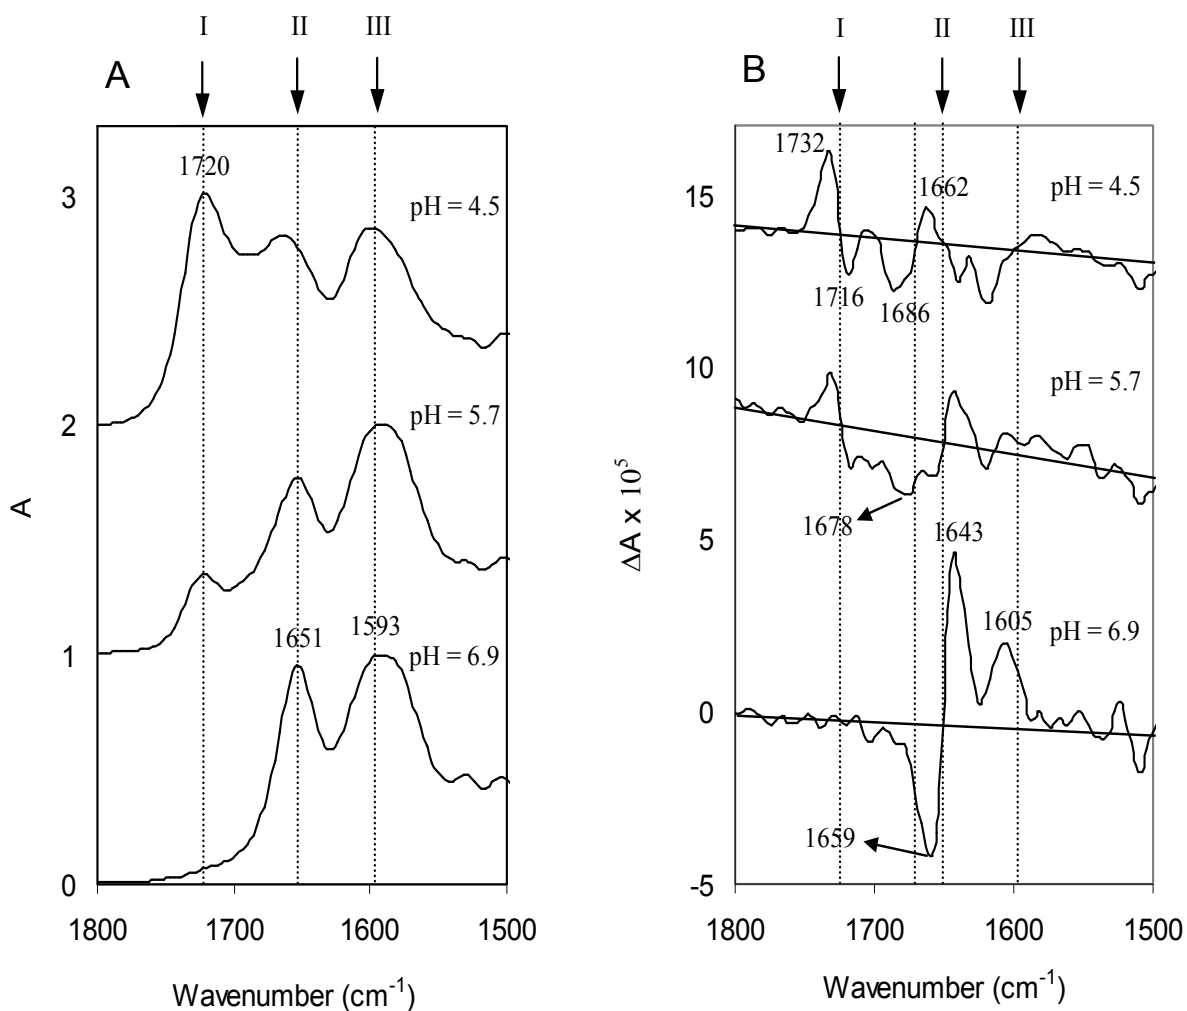 I II III
A
1720
3
pH = 4.5
2
pH = 5.7
A
1651
1593
1
pH = 6.9
0
1800 1700 1600 1500
Wavenumber (cm⁻¹)
I II III
B
1732
1662
15
pH = 4.5
1716
1686
10
pH = 5.7
ΔA x 10⁵
1678
5
1643
1605
pH = 6.9
0
1659
-5
1800 1700 1600 1500
Wavenumber (cm⁻¹)